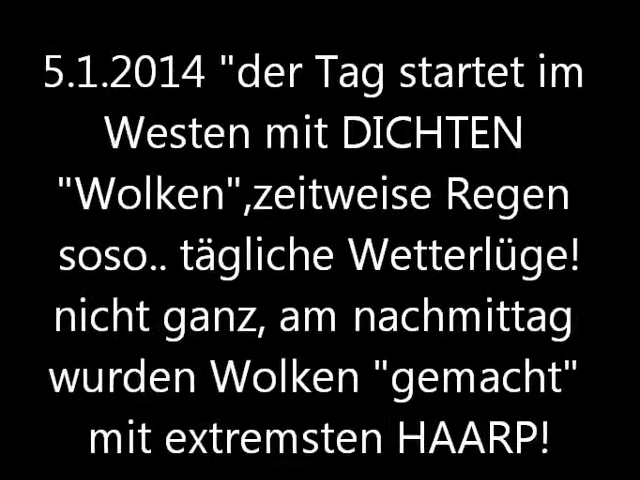 5.1.2014 "der Tag startet im
Westen mit DICHTEN
"Wolken",zeitweise Regen
soso.. tägliche Wetterlüge!
nicht ganz, am nachmittag
wurden Wolken "gemacht"
mit extremsten HAARP!